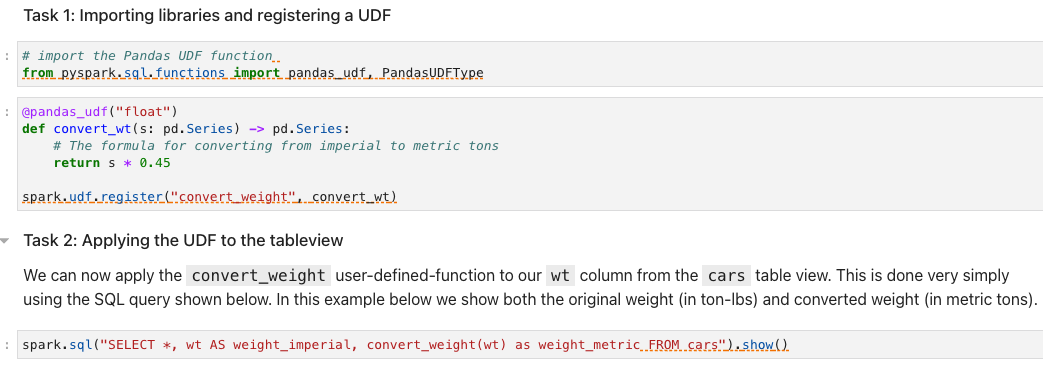 Task 1: Importing libraries and registering a UDF
:
# import the Pandas UDF function
from pyspark.sql.functions import pandas_udf, PandasUDFType
:
@pandas_udf("float")
def convert_wt(s: pd.Series) -> pd.Series:
    # The formula for converting from imperial to metric tons
    return s * 0.45
spark.udf.register("convert_weight", convert_wt)
Task 2: Applying the UDF to the tableview
We can now apply the convert_weight user-defined-function to our wt column from the cars table view. This is done very simply
using the SQL query shown below. In this example below we show both the original weight (in ton-lbs) and converted weight (in metric tons).
:
spark.sql("SELECT *, wt AS weight_imperial, convert_weight(wt) as weight_metric FROM cars").show()